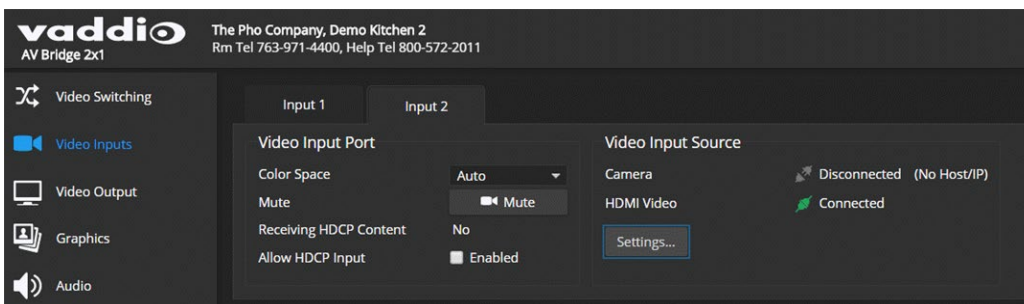 vaddio
AV Bridge 2x1
The Pho Company, Demo Kitchen 2
Rm Tel 763-971-4400, Help Tel 800-572-2011
Video Switching
Video Inputs
Video Output
Graphics
Audio
Input 1 Input 2
Video Input Port
Color Space Auto
Mute Mute
Receiving HDCP Content No
Allow HDCP Input Enabled
Video Input Source
Camera Disconnected (No Host/IP)
HDMI Video Connected
Settings...